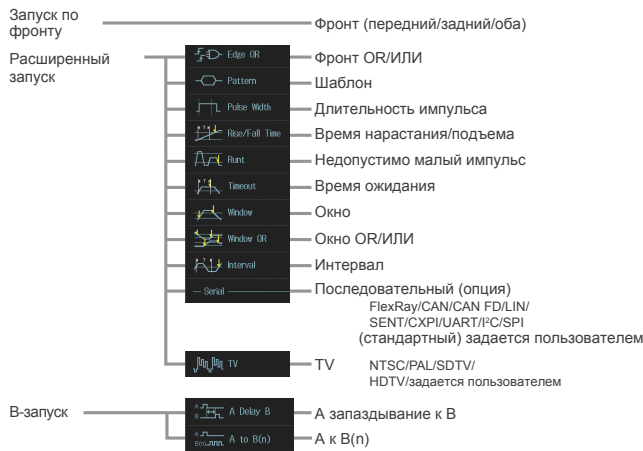 Запуск по
фронту
Фронт (передний/задний/оба)
Расширенный
запуск
Edge OR
Фронт OR/ИЛИ
Pattern
Шаблон
Pulse Width
Длительность импульса
Rise/Fall Time
Время нарастания/подъема
Runt
Недопустимо малый импульс
Timeout
Время ожидания
Window
Окно
Window OR
Окно OR/ИЛИ
Interval
Интервал
Serial
Последовательный (опция)
FlexRay/CAN/CAN FD/LIN/
SENT/CXPI/UART/I²C/SPI
(стандартный) задается пользователем
TV
TV
NTSC/PAL/SDTV/
HDTV/задается пользователем
В-запуск
A Delay B
А запаздывание к В
A to B(n)
А к В(n)